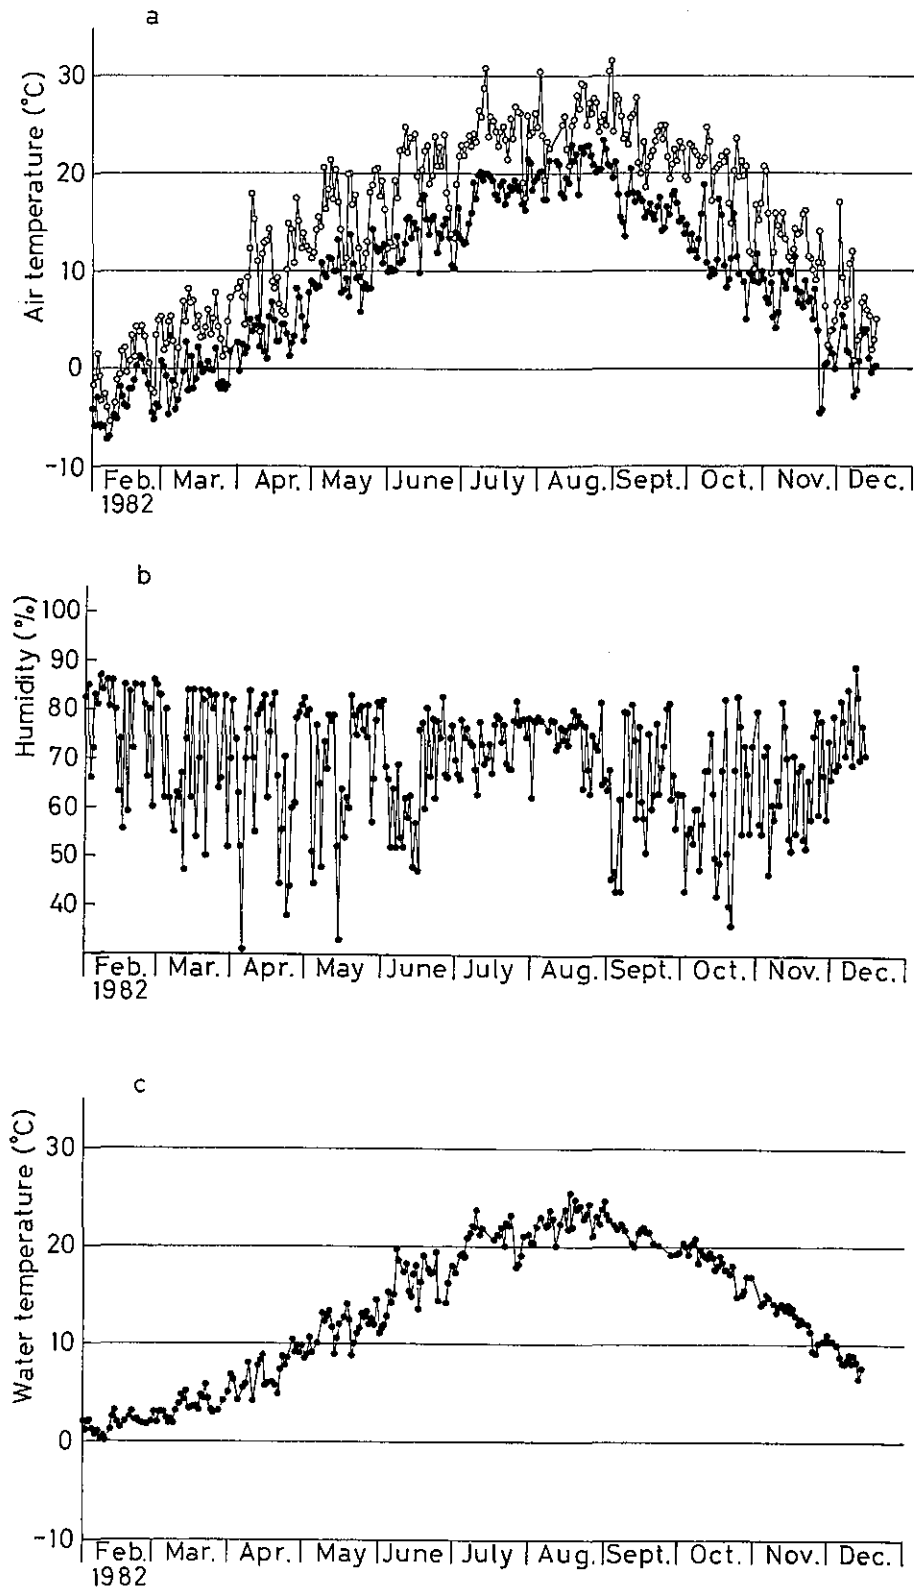 a
Air temperature (°C)
30
20
10
0
-10
Feb. Mar. Apr. May June July Aug. Sept. Oct. Nov. Dec.
1982
b
Humidity (%)
100
90
80
70
60
50
40
Feb. Mar. Apr. May June July Aug. Sept. Oct. Nov. Dec.
1982
c
Water temperature (°C)
30
20
10
0
-10
Feb. Mar. Apr. May June July Aug. Sept. Oct. Nov. Dec.
1982